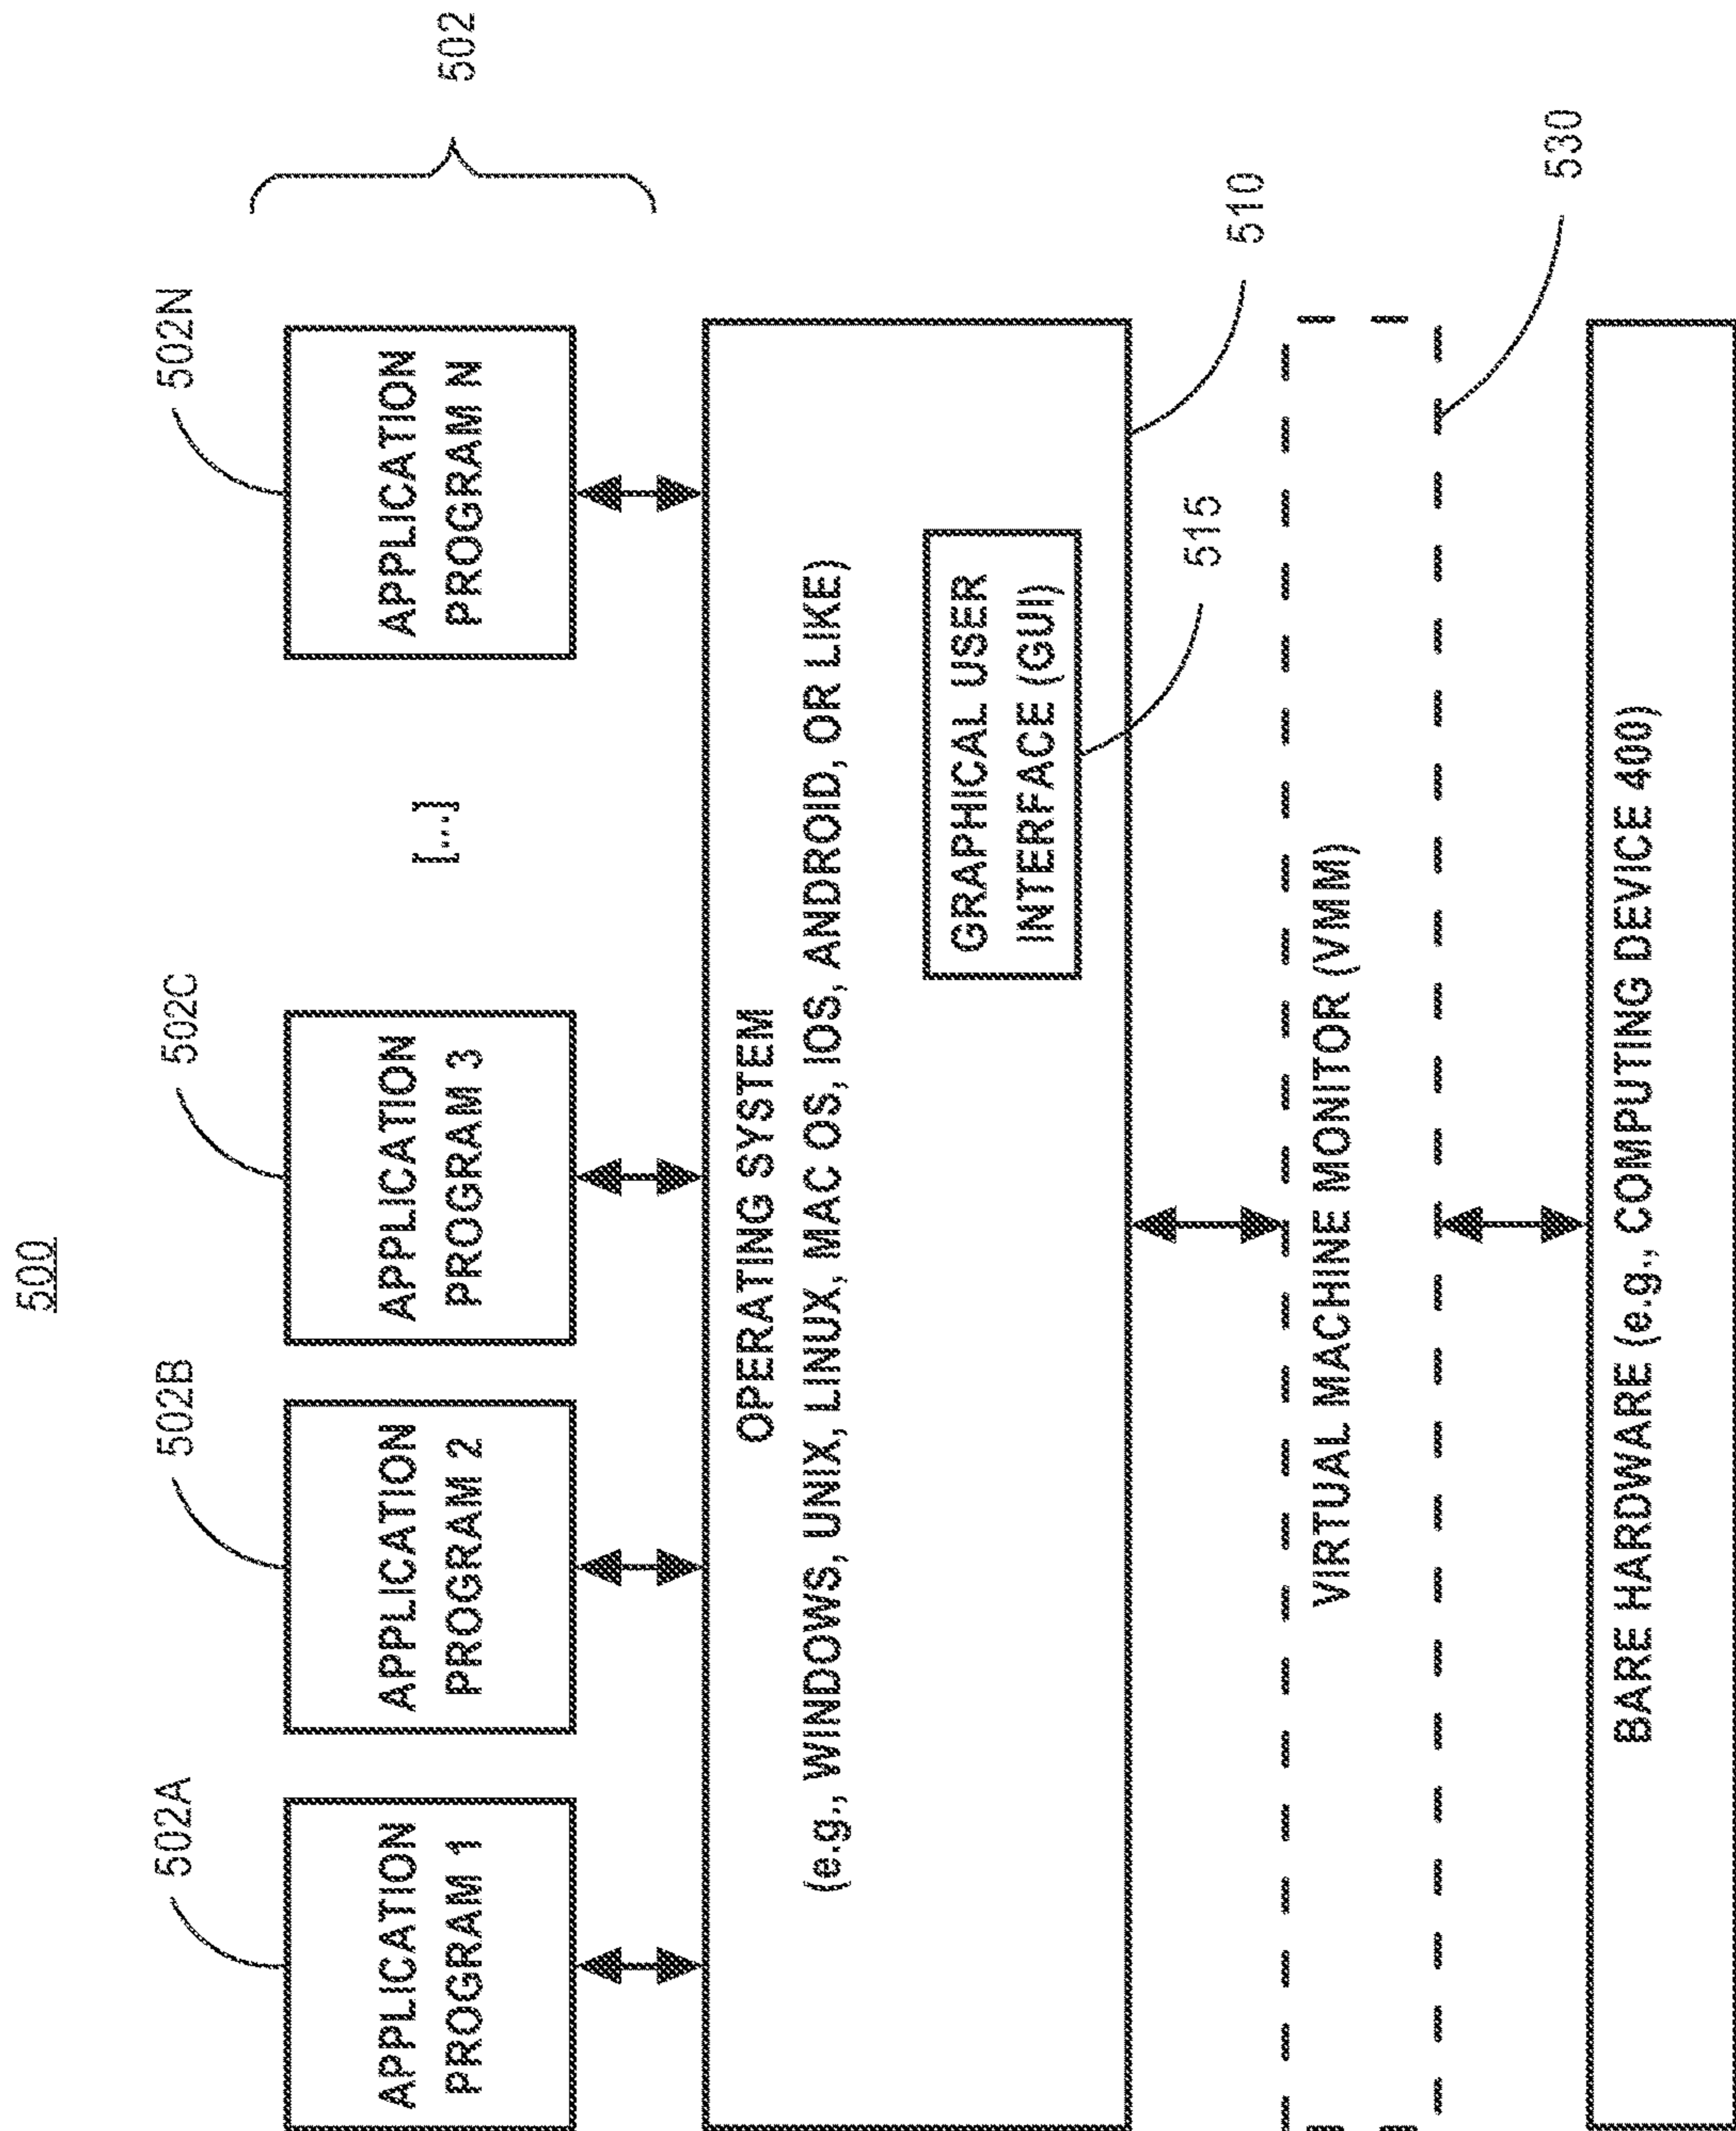 500
502A
502B
502C
502N
502
APPLICATION
PROGRAM 1
APPLICATION
PROGRAM 2
APPLICATION
PROGRAM 3
[...]
APPLICATION
PROGRAM N
OPERATING SYSTEM
(e.g., WINDOWS, UNIX, LINUX, MAC OS, IOS, ANDROID, OR LIKE)
GRAPHICAL USER
INTERFACE (GUI)
515
510
VIRTUAL MACHINE MONITOR (VMM)
530
BARE HARDWARE (e.g., COMPUTING DEVICE 400)